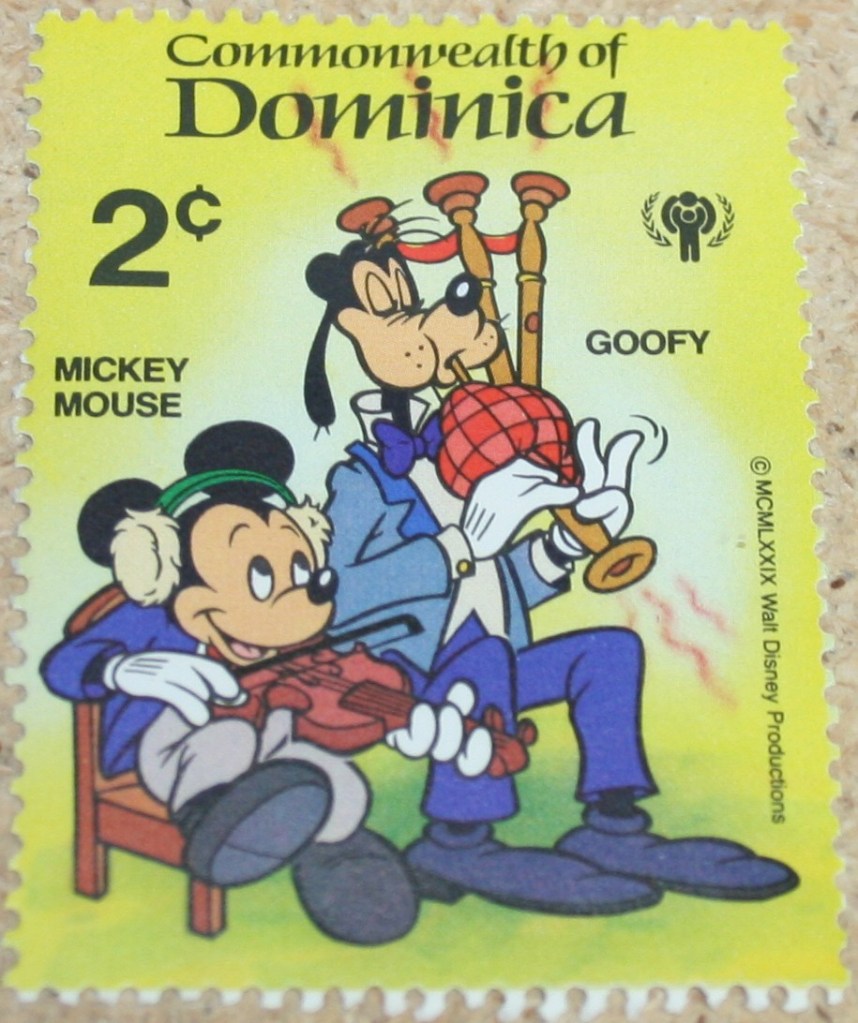 Commonwealth of
Dominica
2¢
GOOFY
MICKEY
MOUSE
© MCMLXXIX Walt Disney Productions